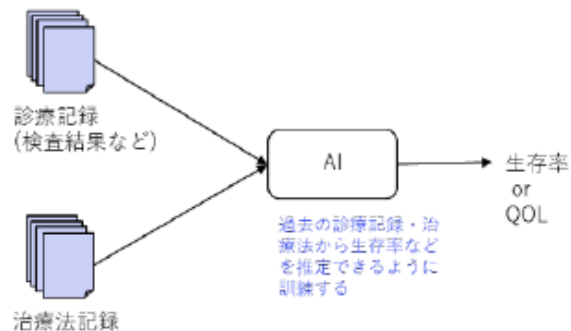 診療記録
(検査結果など)
AI
生存率
or
QOL
過去の診療記録・治
療法から生存率など
を推定できるように
訓練する
治療法記録